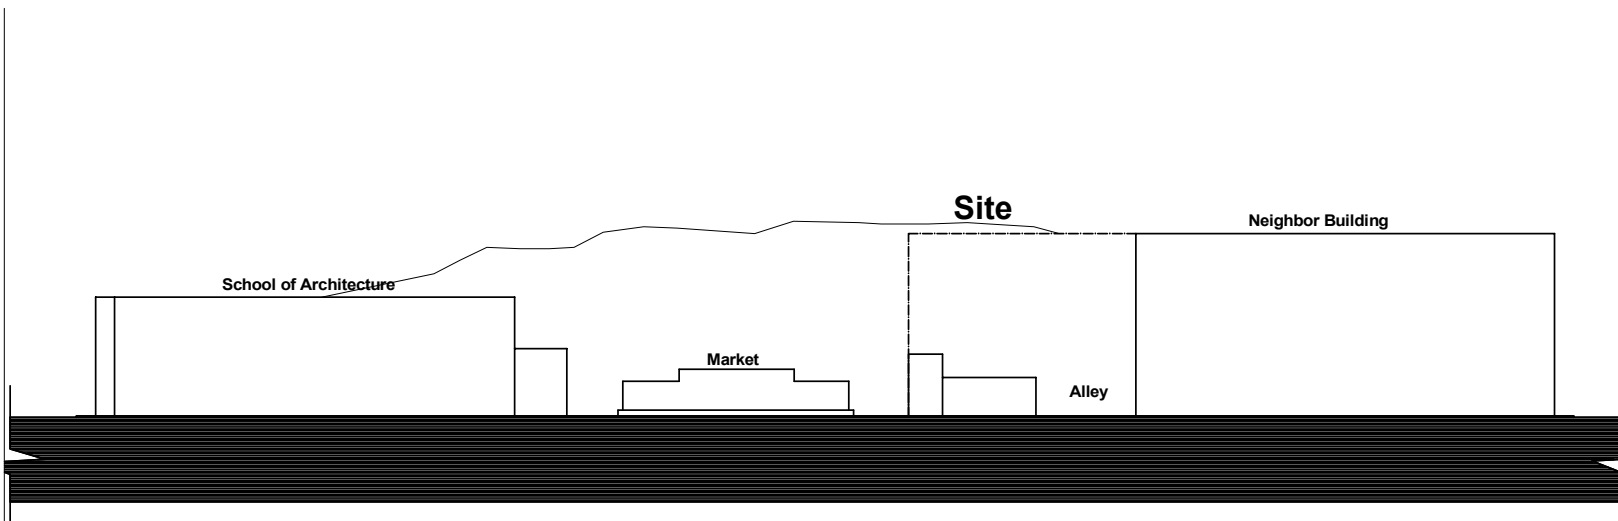 Site
Neighbor Building
School of Architecture
Market
Alley